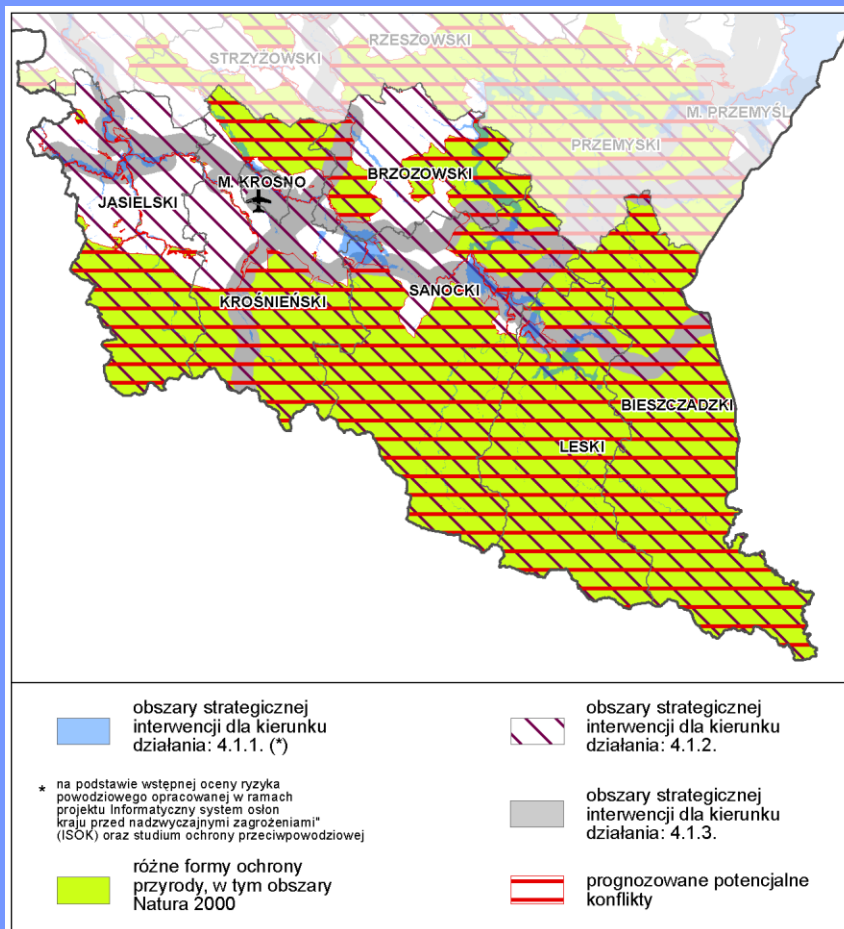 RZESZOWSKI
STRZYŻOWSKI
M. PRZEMYŚL
PRZEMYSKI
BRZOZOWSKI
M. KROSNO
JASIELSKI
SANOCKI
KROŚNIEŃSKI
BIESZCZADZKI
LESKI
obszary strategicznej
interwencji dla kierunku
działania: 4.1.1. (*)
* na podstawie wstępnej oceny ryzyka
powodziowego opracowanej w ramach
projektu Informatyczny system osłon
kraju przed nadzwyczajnymi zagrożeniami"
(ISOK) oraz studium ochrony przeciwpowodziowej
różne formy ochrony
przyrody, w tym obszary
Natura 2000
obszary strategicznej
interwencji dla kierunku
działania: 4.1.2.
obszary strategicznej
interwencji dla kierunku
działania: 4.1.3.
prognozowane potencjalne
konflikty